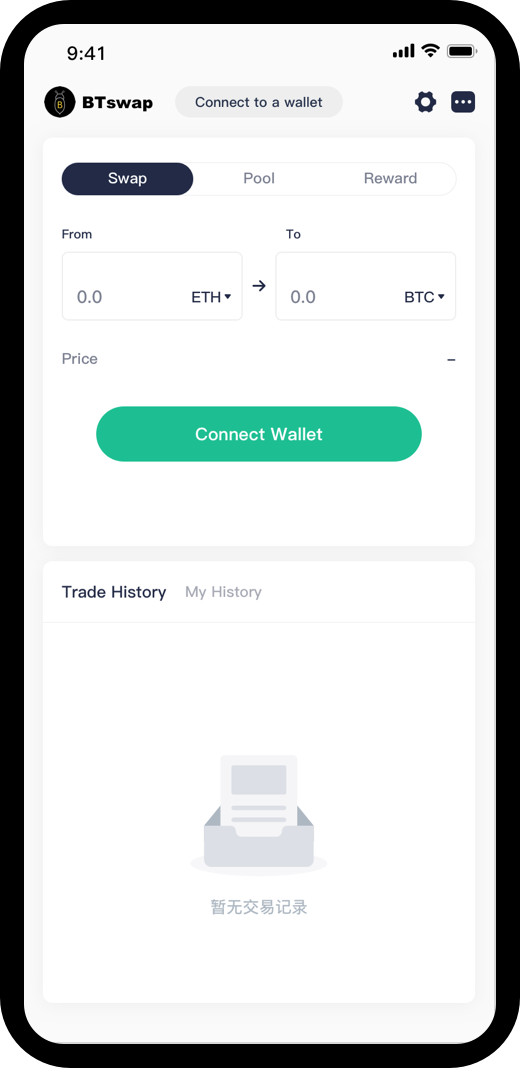 9:41
BTswap
Connect to a wallet
Swap Pool Reward
From To
0.0 ETH 0.0 BTC
Price –
Connect Wallet
Trade History My History
暂无交易记录